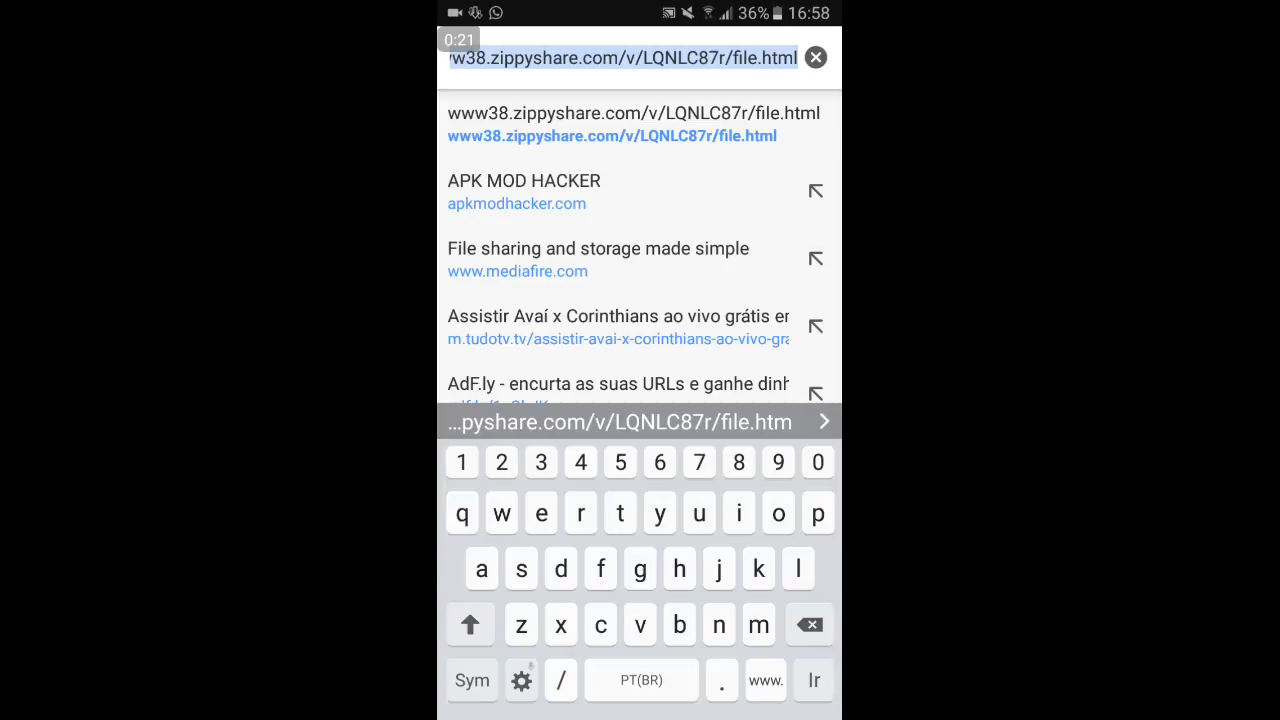 36% 16:58
0:21
w38.zippyshare.com/v/LQNLC87r/file.html
www38.zippyshare.com/v/LQNLC87r/file.html
www38.zippyshare.com/v/LQNLC87r/file.html
APK MOD HACKER
apkmodhacker.com
File sharing and storage made simple
www.mediafire.com
Assistir Avaí x Corinthians ao vivo grátis er
m.tudotv.tv/assistir-avai-x-corinthians-ao-vivo-gra
AdF.ly - encurta as suas URLs e ganhe dinh
...pyshare.com/v/LQNLC87r/file.htm
1 2 3 4 5 6 7 8 9 0
q w e r t y u i o p
a s d f g h j k l
z x c v b n m
Sym / PT(BR) . www. Ir